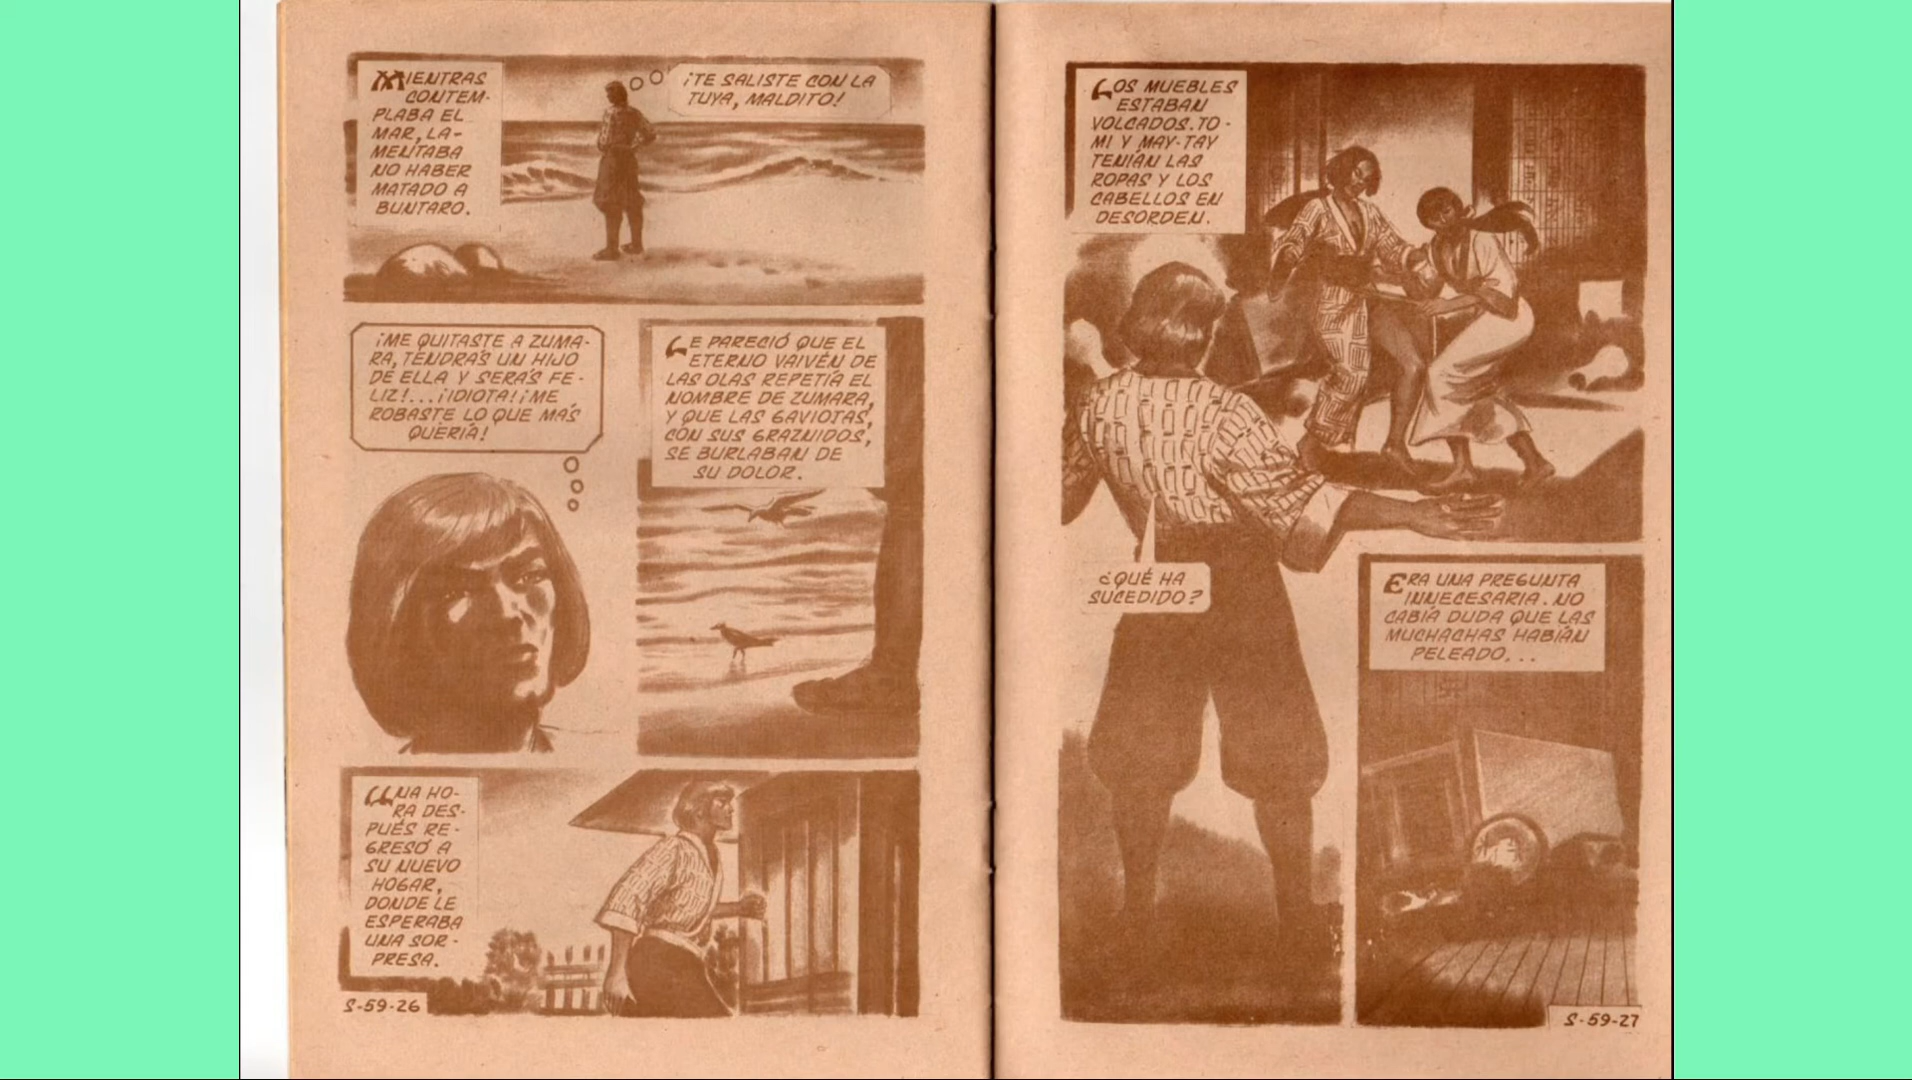 MIENTRAS
CONTEM-
PLABA EL
MAR, LA-
MENTABA
NO HABER
MATADO A
BUNTARO.
¡TE SALISTE CON LA
TUYA, MALDITO!
¡ME QUITASTE A ZUMA-
RA, TENDRÁS UN HIJO
DE ELLA Y SERÁS FE-
LIZ!...¡IDIOTA!¡ME
ROBASTE LO QUE MÁS
QUERÍA!
LE PARECIÓ QUE EL
ETERNO VAIVÉN DE
LAS OLAS REPETÍA EL
NOMBRE DE ZUMARA,
Y QUE LAS GAVIOTAS,
CON SUS GRAZNIDOS,
SE BURLABAN DE
SU DOLOR.
UNA HO-
RA DES-
PUÉS RE-
GRESÓ A
SU NUEVO
HOGAR,
DONDE LE
ESPERABA
UNA SOR-
PRESA.
S-59-26
LOS MUEBLES
ESTABAN
VOLCADOS. TO-
MI Y MAY-TAY
TENÍAN LAS
ROPAS Y LOS
CABELLOS EN
DESORDEN.
¿QUÉ HA
SUCEDIDO?
ERA UNA PREGUNTA
INNECESARIA. NO
CABÍA DUDA QUE LAS
MUCHACHAS HABÍAN
PELEADO...
S-59-27